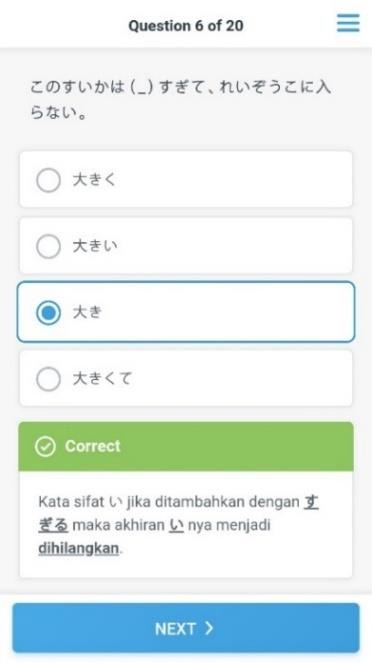 Question 6 of 20
このすいかは (_) すぎて、れいぞうこに入
らない。
大きく
大きい
大き
大きくて
Correct
Kata sifat い jika ditambahkan dengan す
ぎる maka akhiran い nya menjadi
dihilangkan.
NEXT >